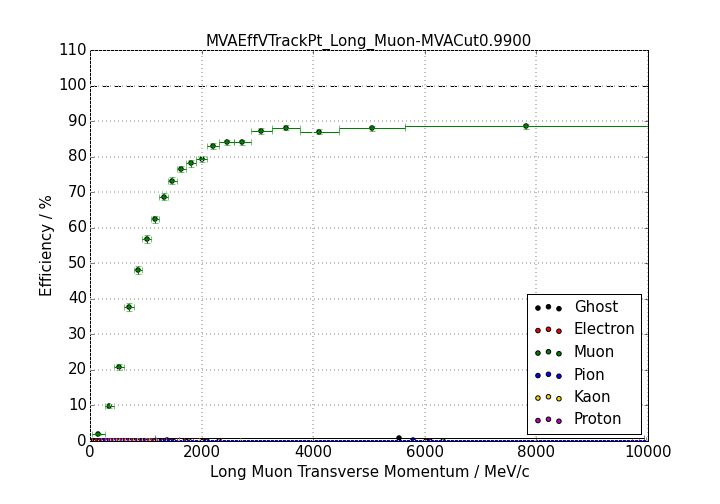 MVAEffVTrackPt_Long_Muon-MVACut0.9900
110
100
90
80
70
60
50
40
30
20
10
0
Efficiency / %
Ghost
Electron
Muon
Pion
Kaon
Proton
0 2000 4000 6000 8000 10000
Long Muon Transverse Momentum / MeV/c